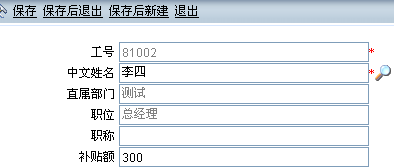 保存 保存后退出 保存后新建 退出
工号 81002 *
中文姓名 李四 *
直属部门 测试
职位 总经理
职称
补贴额 300